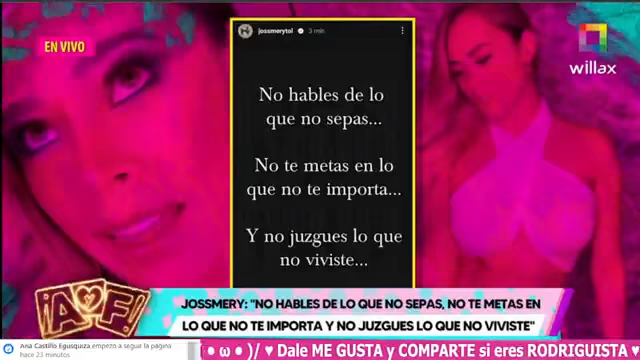 EN VIVO
jossmerytol 3 min
willax
No hables de lo
que no sepas...
No te metas en lo
que no te importa...
Y no juzgues lo que
no viviste...
¡A F!
JOSSMERY: "NO HABLES DE LO QUE NO SEPAS, NO TE METAS EN
LO QUE NO TE IMPORTA Y NO JUZGUES LO QUE NO VIVISTE"
Ana Castillo Egusquiza empezó a seguir la página
hace 23 minutos
• ω •)/ ♥ Dale ME GUSTA y COMPARTE si eres RODRIGUISTA ♥